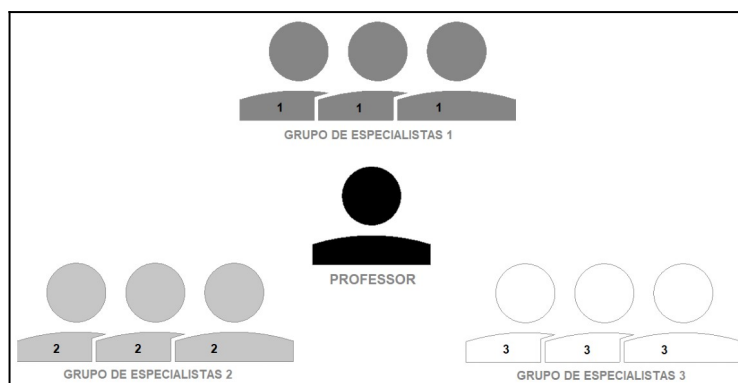 1 1 1
GRUPO DE ESPECIALISTAS 1
PROFESSOR
2 2 2
GRUPO DE ESPECIALISTAS 2
3 3 3
GRUPO DE ESPECIALISTAS 3